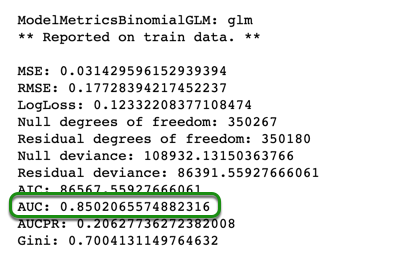 ModelMetricsBinomialGLM: glm
** Reported on train data. **
MSE: 0.031429596152939394
RMSE: 0.17728394217452237
LogLoss: 0.12332208377108474
Null degrees of freedom: 350267
Residual degrees of freedom: 350180
Null deviance: 108932.13150363766
Residual deviance: 86391.55927666061
AIC: 86567.55927666061
AUC: 0.8502065574882316
AUCPR: 0.20627736272382008
Gini: 0.7004131149764632